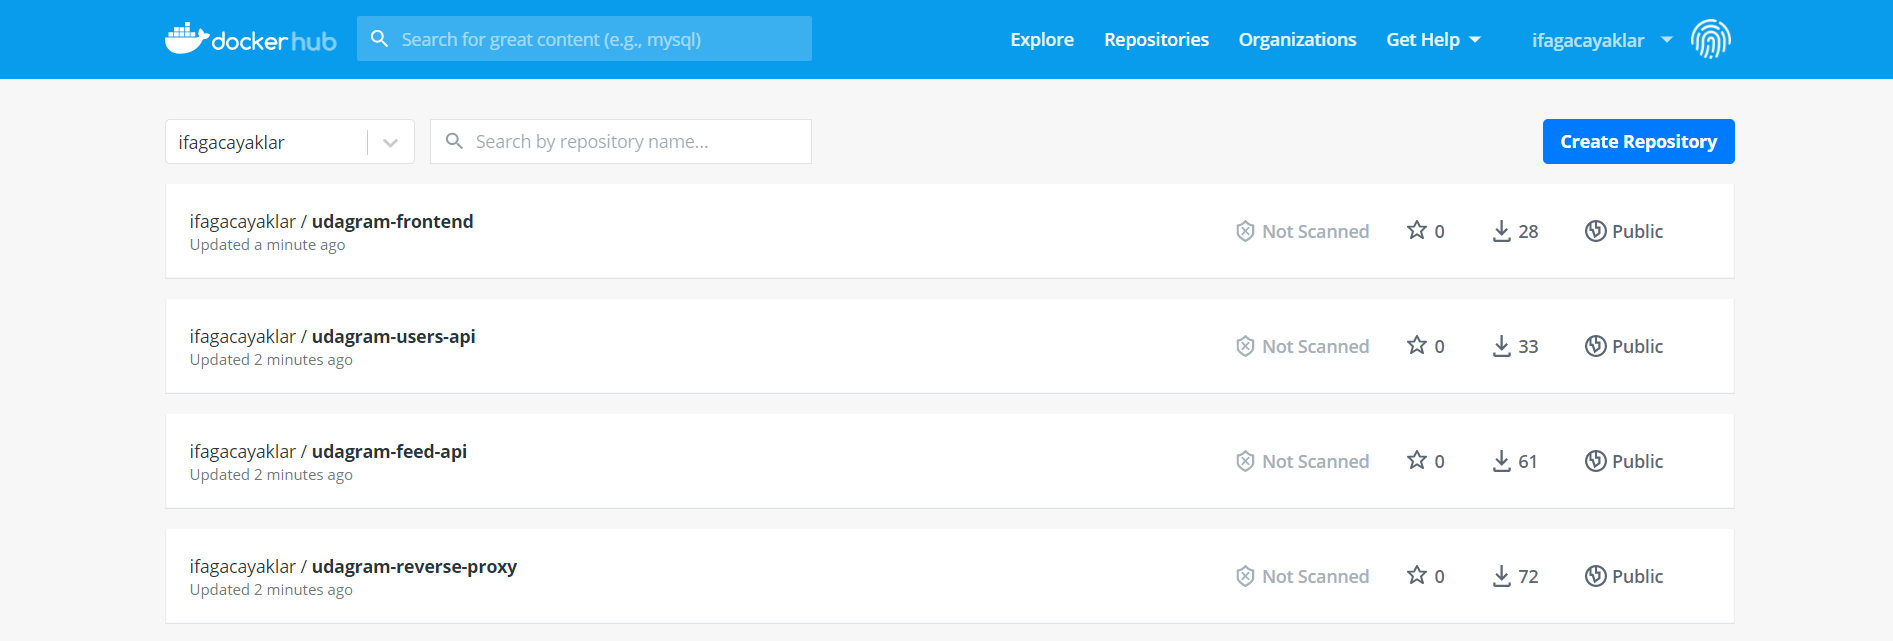 docker hub
Search for great content (e.g., mysql)
Explore Repositories Organizations Get Help ifagacayaklar
ifagacayaklar Search by repository name... Create Repository
ifagacayaklar / udagram-frontend
Updated a minute ago
Not Scanned 0 28 Public
ifagacayaklar / udagram-users-api
Updated 2 minutes ago
Not Scanned 0 33 Public
ifagacayaklar / udagram-feed-api
Updated 2 minutes ago
Not Scanned 0 61 Public
ifagacayaklar / udagram-reverse-proxy
Updated 2 minutes ago
Not Scanned 0 72 Public